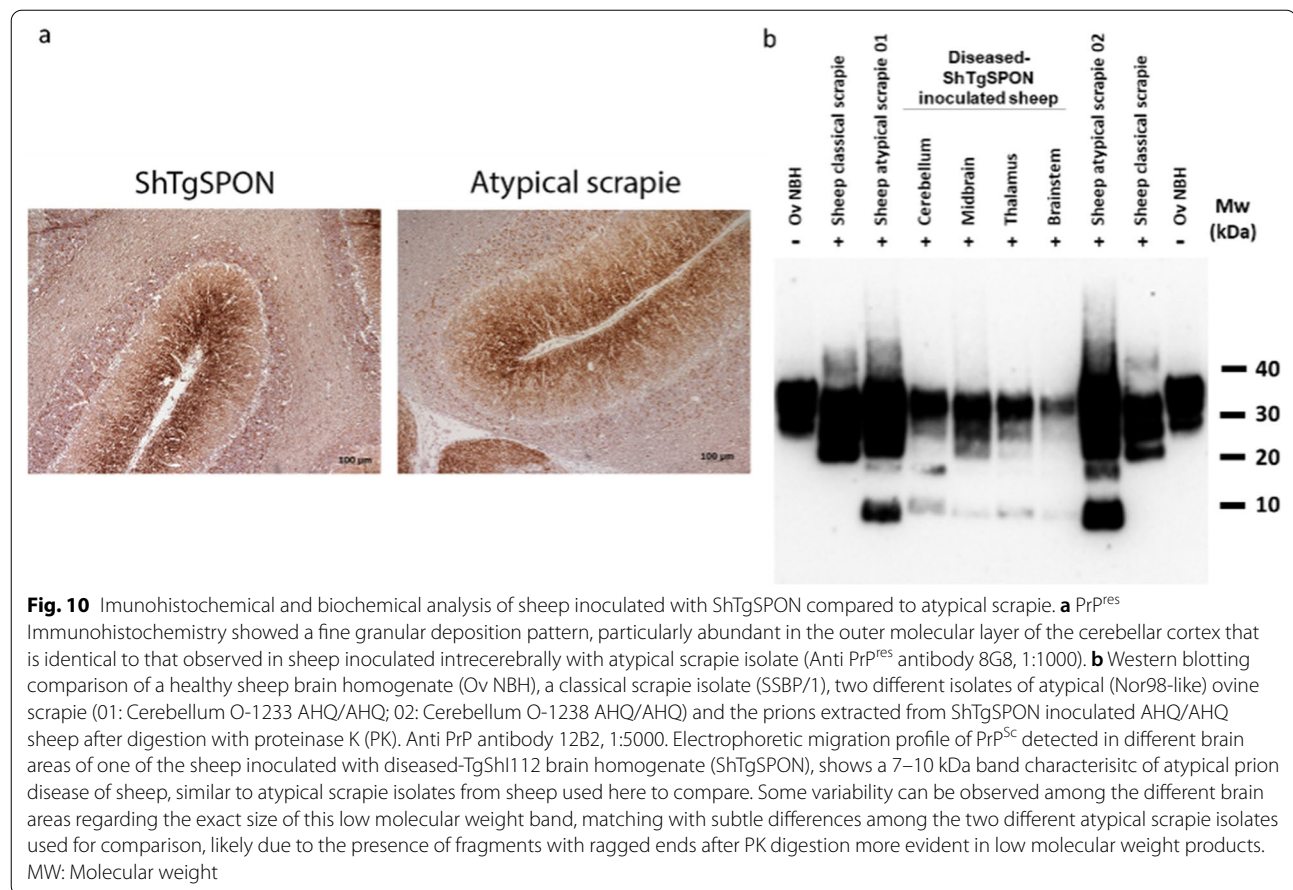 a
ShTgSPON
Atypical scrapie
100 µm
100 µm
b
Diseased-
ShTgSPON
inoculated sheep
- Ov NBH
+ Sheep classical scrapie
+ Sheep atypical scrapie 01
+ Cerebellum
+ Midbrain
+ Thalamus
+ Brainstem
+ Sheep atypical scrapie 02
+ Sheep classical scrapie
- Ov NBH
Mw
(kDa)
40
30
20
10
Fig. 10 Imunohistochemical and biochemical analysis of sheep inoculated with ShTgSPON compared to atypical scrapie. a PrPres
Immunohistochemistry showed a fine granular deposition pattern, particularly abundant in the outer molecular layer of the cerebellar cortex that
is identical to that observed in sheep inoculated intrecerebrally with atypical scrapie isolate (Anti PrPres antibody 8G8, 1:1000). b Western blotting
comparison of a healthy sheep brain homogenate (Ov NBH), a classical scrapie isolate (SSBP/1), two different isolates of atypical (Nor98-like) ovine
scrapie (01: Cerebellum O-1233 AHQ/AHQ; 02: Cerebellum O-1238 AHQ/AHQ) and the prions extracted from ShTgSPON inoculated AHQ/AHQ
sheep after digestion with proteinase K (PK). Anti PrP antibody 12B2, 1:5000. Electrophoretic migration profile of PrPSc detected in different brain
areas of one of the sheep inoculated with diseased-TgShI112 brain homogenate (ShTgSPON), shows a 7–10 kDa band characterisitc of atypical prion
disease of sheep, similar to atypical scrapie isolates from sheep used here to compare. Some variability can be observed among the different brain
areas regarding the exact size of this low molecular weight band, matching with subtle differences among the two different atypical scrapie isolates
used for comparison, likely due to the presence of fragments with ragged ends after PK digestion more evident in low molecular weight products.
MW: Molecular weight